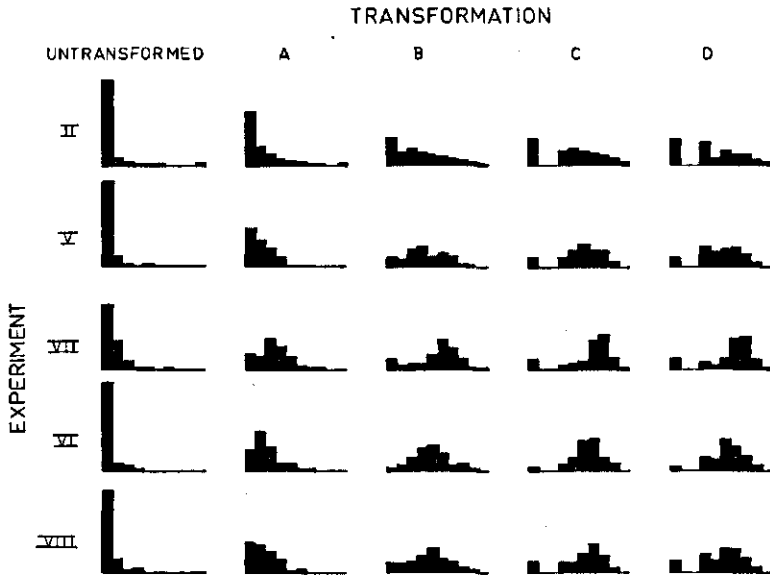 TRANSFORMATION
UNTRANSFORMED A B C D
II
V
VII
VI
VIII
EXPERIMENT